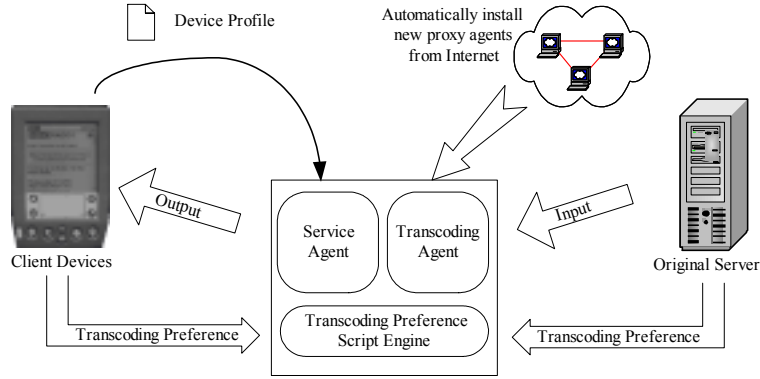 Device Profile
Automatically install
new proxy agents
from Internet
Output
Input
Service
Agent
Transcoding
Agent
Client Devices
Original Server
Transcoding Preference
Script Engine
Transcoding Preference
Transcoding Preference